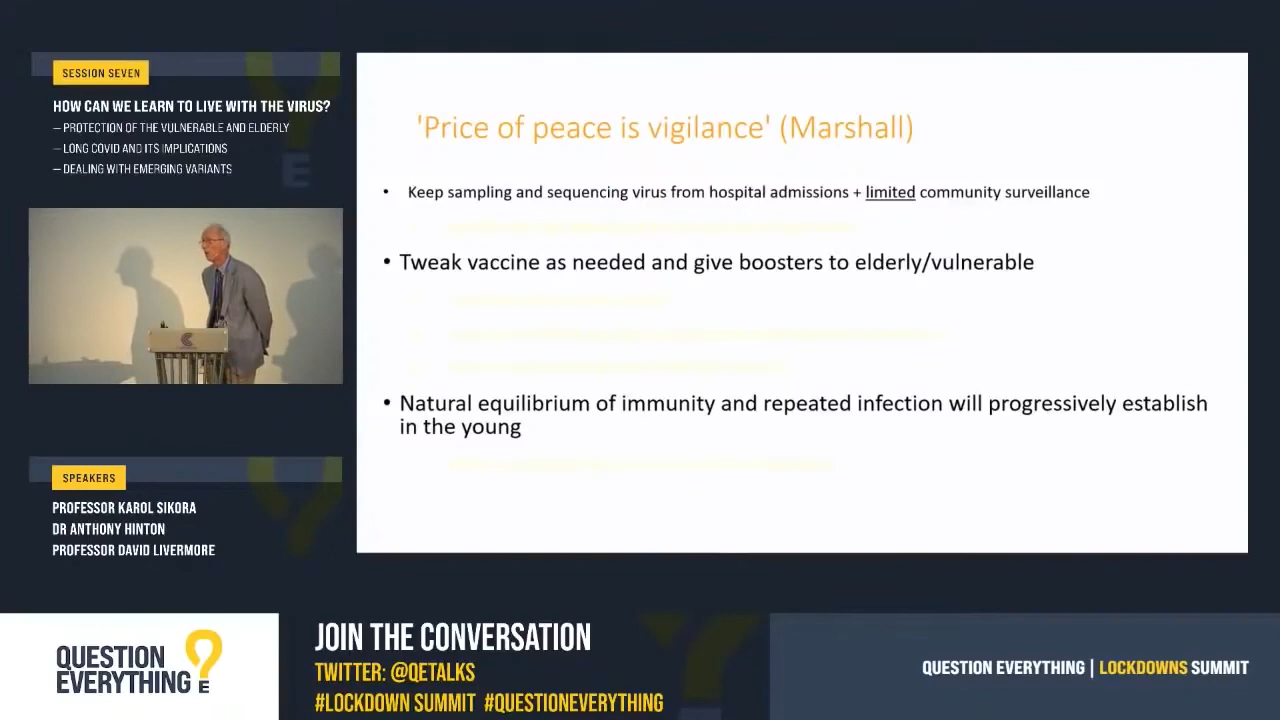 SESSION SEVEN
HOW CAN WE LEARN TO LIVE WITH THE VIRUS?
– PROTECTION OF THE VULNERABLE AND ELDERLY
– LONG COVID AND ITS IMPLICATIONS
– DEALING WITH EMERGING VARIANTS
'Price of peace is vigilance' (Marshall)
• Keep sampling and sequencing virus from hospital admissions + limited community surveillance
• Tweak vaccine as needed and give boosters to elderly/vulnerable
• Natural equilibrium of immunity and repeated infection will progressively establish
in the young
SPEAKERS
PROFESSOR KAROL SIKORA
DR ANTHONY HINTON
PROFESSOR DAVID LIVERMORE
QUESTION
EVERYTHING
E
JOIN THE CONVERSATION
TWITTER: @QETALKS
#LOCKDOWN SUMMIT #QUESTIONEVERYTHING
QUESTION EVERYTHING | LOCKDOWNS SUMMIT